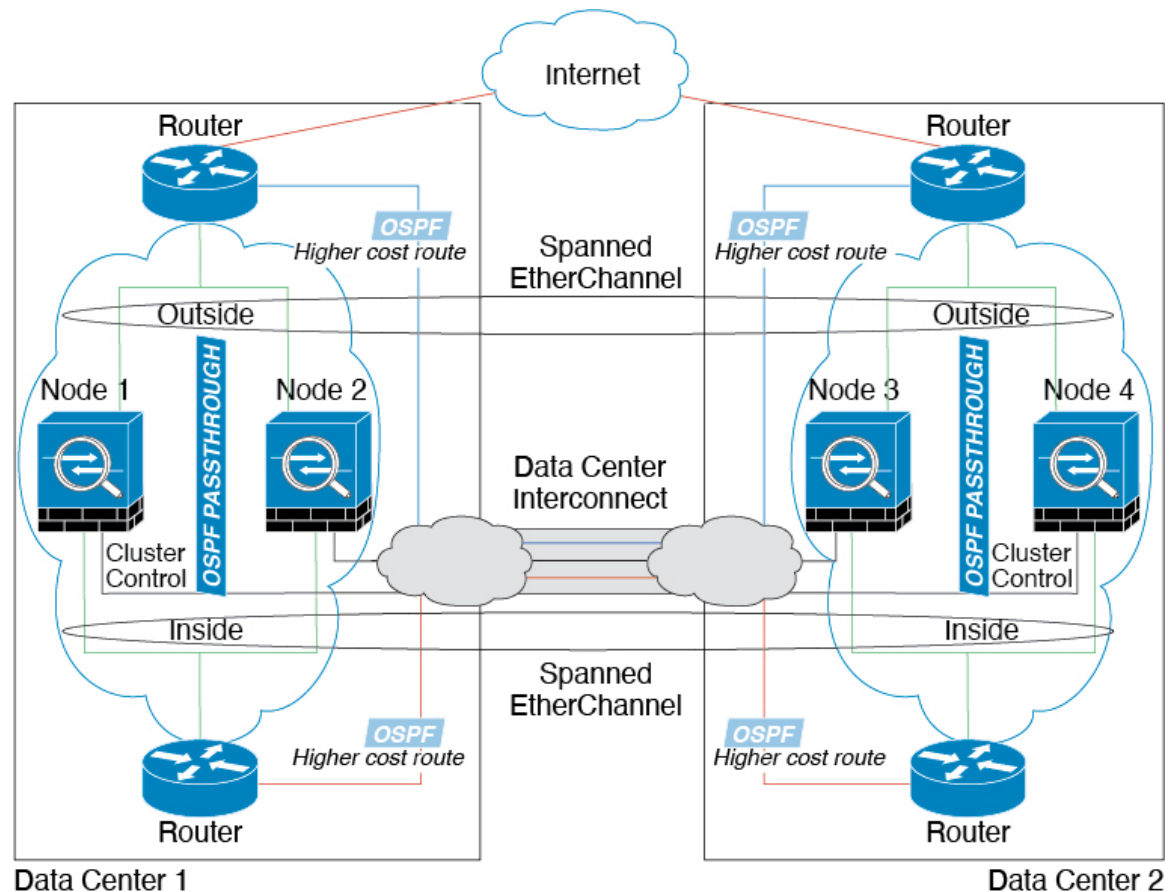 Internet
Router
Router
OSPF
Higher cost route
OSPF
Higher cost route
Spanned
EtherChannel
Outside
Outside
Node 1
Node 2
Node 3
Node 4
OSPF PASSTHROUGH
OSPF PASSTHROUGH
Data Center
Interconnect
Cluster
Control
Cluster
Control
Inside
Inside
Spanned
EtherChannel
OSPF
Higher cost route
OSPF
Higher cost route
Router
Router
Data Center 1
Data Center 2